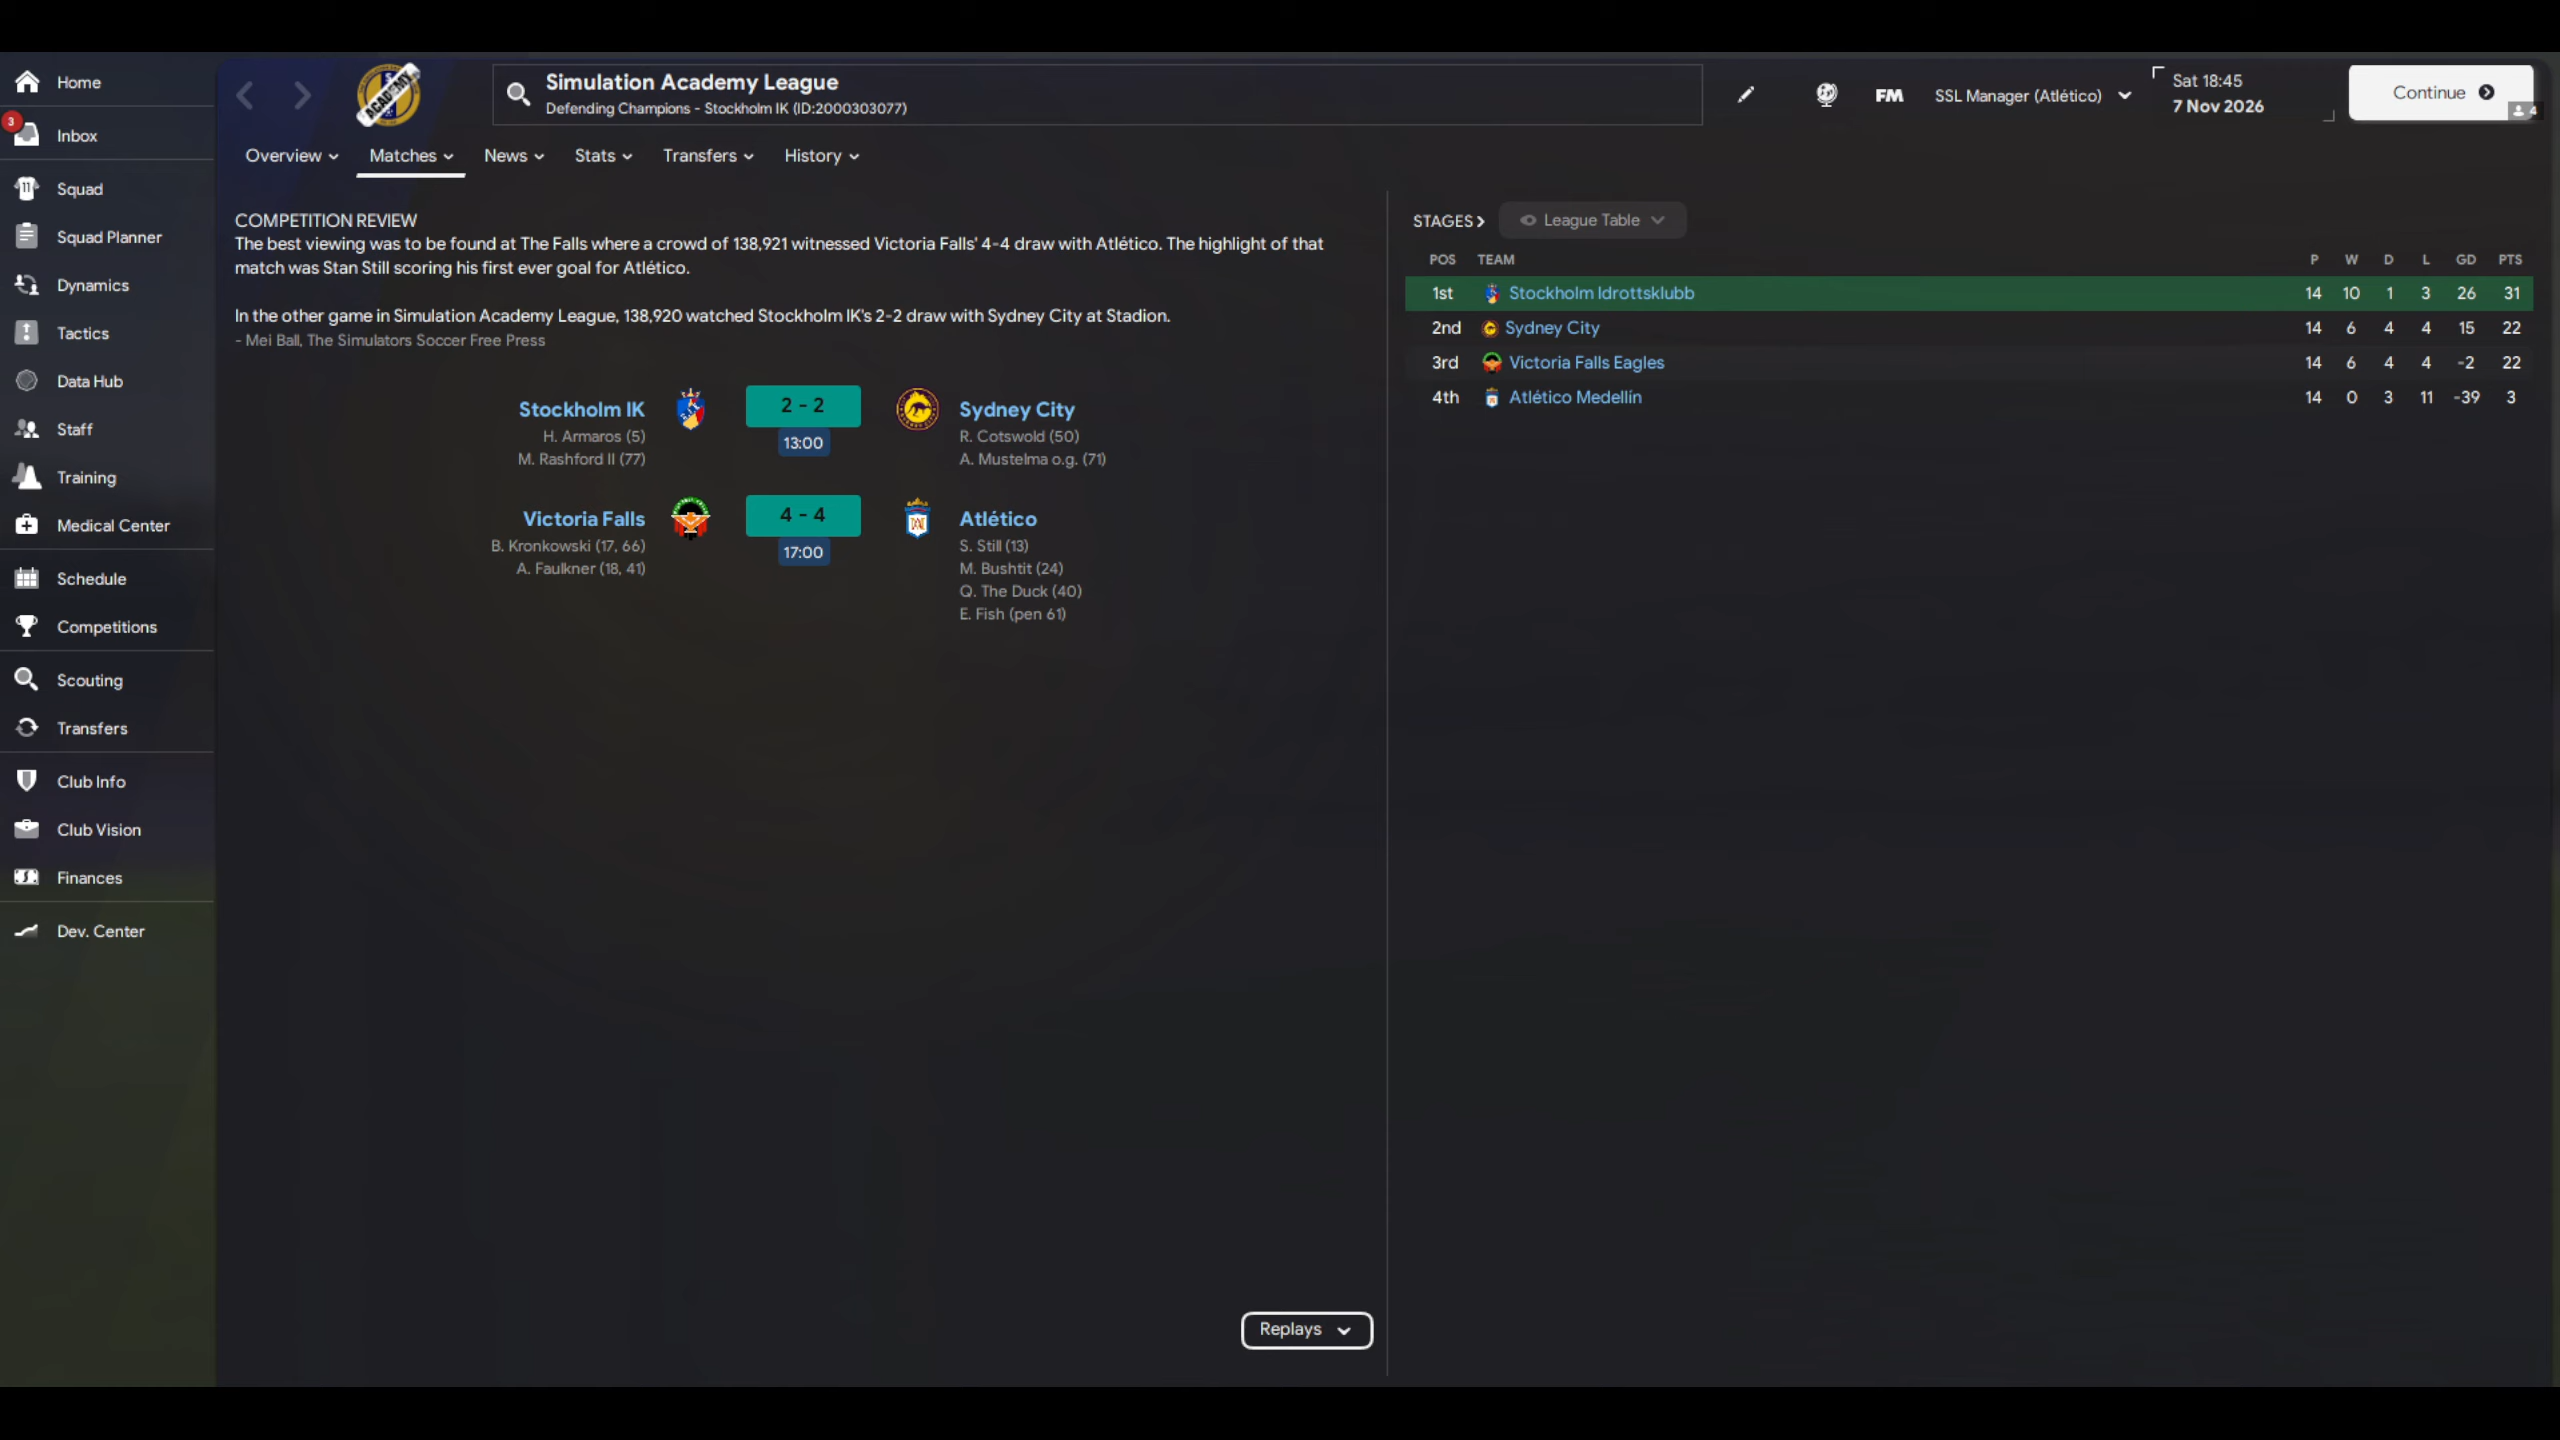 Home
3
Inbox
Squad
Squad Planner
Dynamics
Tactics
Data Hub
Staff
Training
Medical Center
Schedule
Competitions
Scouting
Transfers
Club Info
Club Vision
Finances
Dev. Center
ACADEMY
Simulation Academy League
Defending Champions - Stockholm IK (ID:2000303077)
FM
SSL Manager (Atlético)
Sat 18:45
7 Nov 2026
Continue
4
Overview
Matches
News
Stats
Transfers
History
COMPETITION REVIEW
The best viewing was to be found at The Falls where a crowd of 138,921 witnessed Victoria Falls' 4-4 draw with Atlético. The highlight of that
match was Stan Still scoring his first ever goal for Atlético.
In the other game in Simulation Academy League, 138,920 watched Stockholm IK's 2-2 draw with Sydney City at Stadion.
- Mei Ball, The Simulators Soccer Free Press
Stockholm IK 2 - 2 Sydney City
H. Armaros (5) 13:00 R. Cotswold (50)
M. Rashford II (77) A. Mustelma o.g. (71)
Victoria Falls 4 - 4 Atlético
B. Kronkowski (17, 66) 17:00 S. Still (13)
A. Faulkner (18, 41) M. Bushtit (24)
Q. The Duck (40)
E. Fish (pen 61)
Replays
STAGES League Table
POS TEAM P W D L GD PTS
1st Stockholm Idrottsklubb 14 10 1 3 26 31
2nd Sydney City 14 6 4 4 15 22
3rd Victoria Falls Eagles 14 6 4 4 -2 22
4th Atlético Medellín 14 0 3 11 -39 3